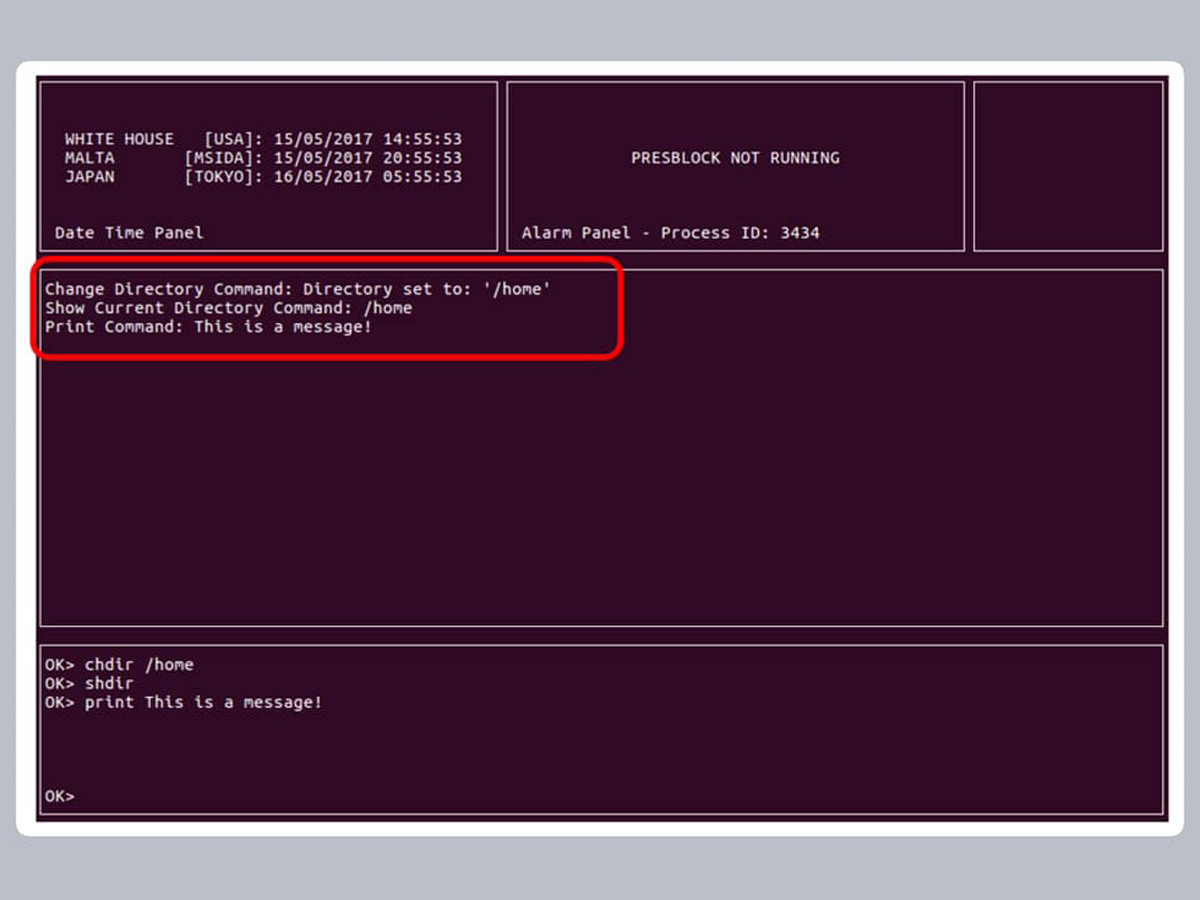 WHITE HOUSE   [USA]: 15/05/2017 14:55:53
MALTA       [MSIDA]: 15/05/2017 20:55:53
JAPAN       [TOKYO]: 16/05/2017 05:55:53
Date Time Panel
PRESBLOCK NOT RUNNING
Alarm Panel - Process ID: 3434
Change Directory Command: Directory set to: '/home'
Show Current Directory Command: /home
Print Command: This is a message!
OK> chdir /home
OK> shdir
OK> print This is a message!
OK>